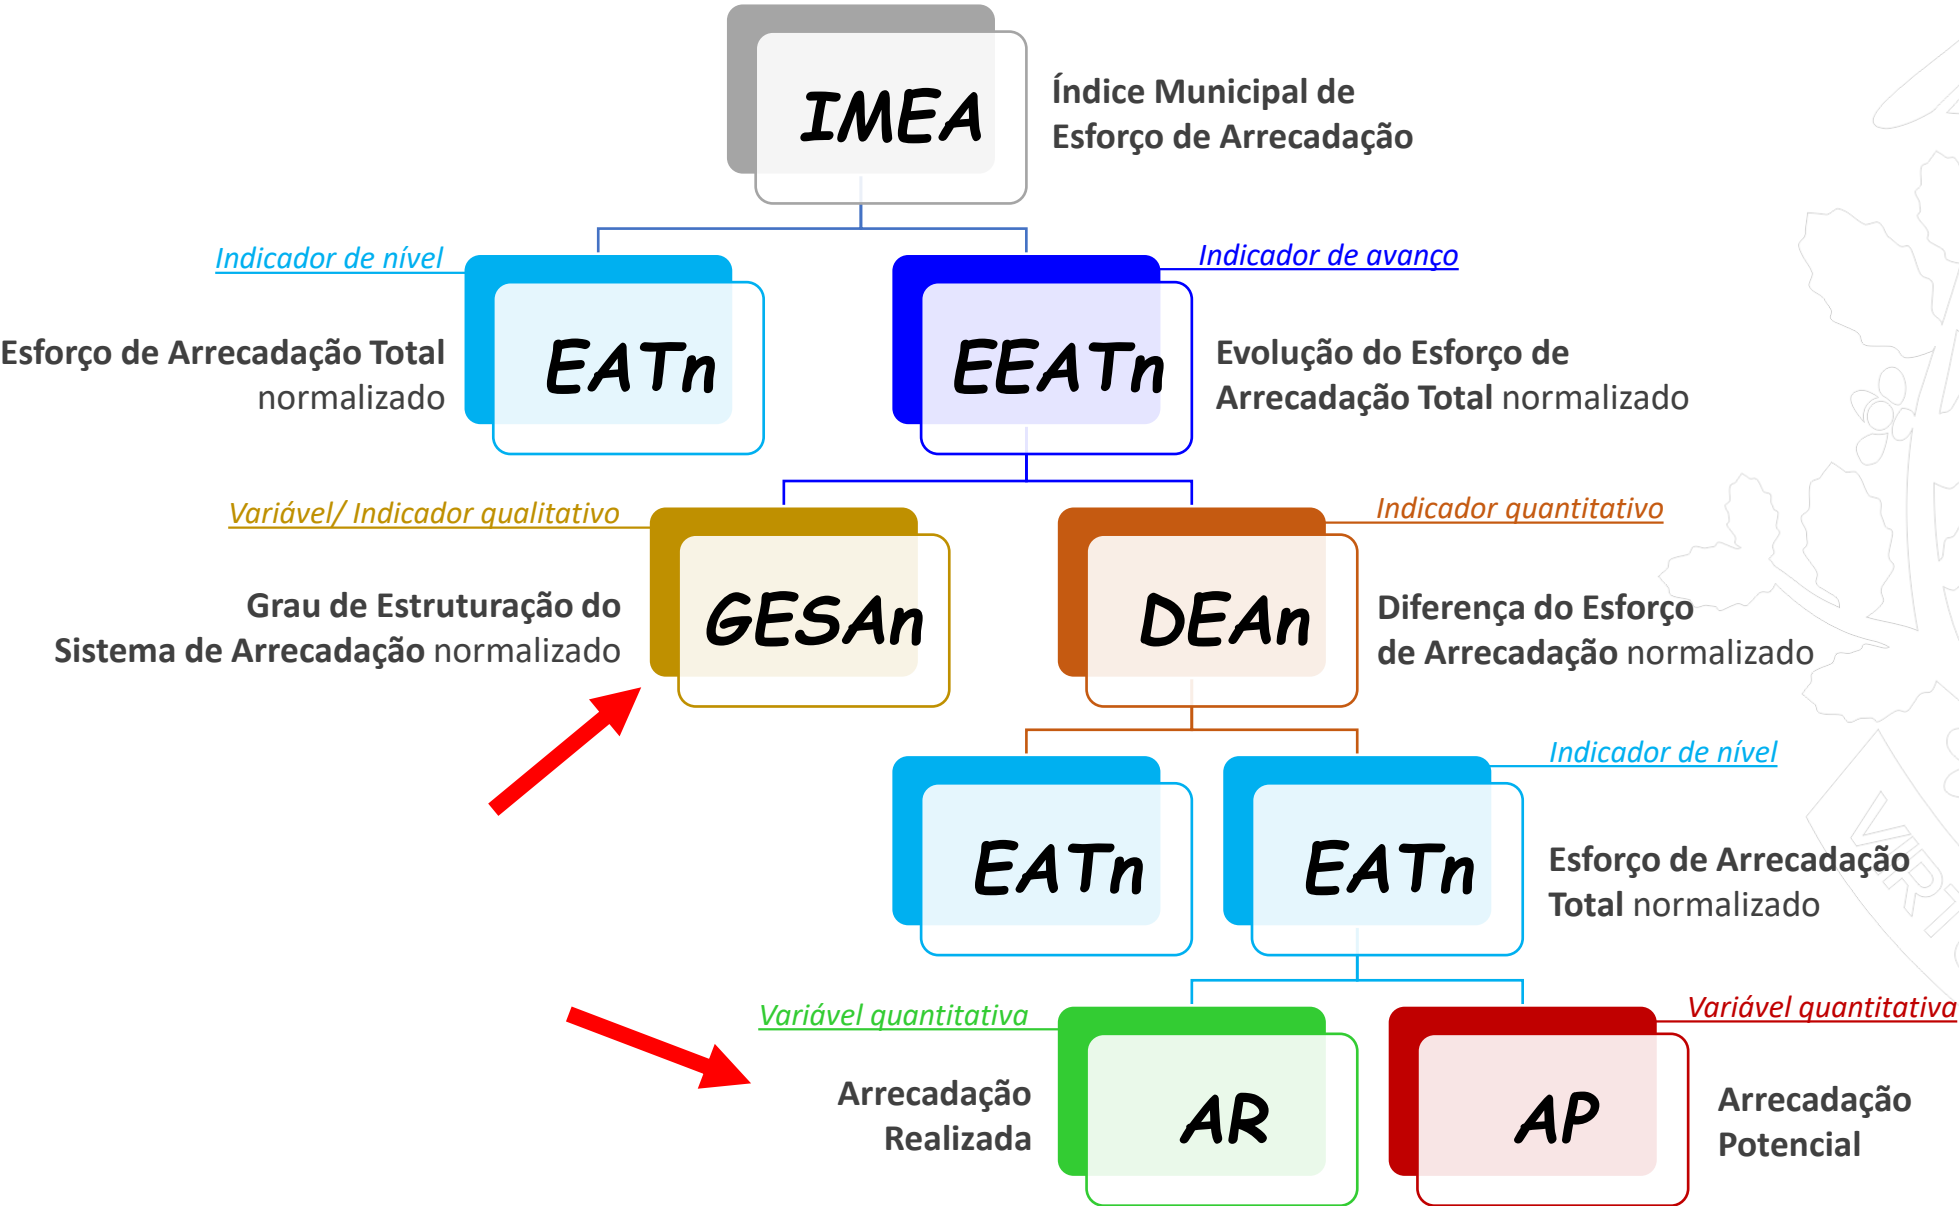 IMEA
Índice Municipal de
Esforço de Arrecadação
Indicador de nível
Indicador de avanço
Esforço de Arrecadação Total
normalizado
EATn
EEATn
Evolução do Esforço de
Arrecadação Total normalizado
Variável/ Indicador qualitativo
Indicador quantitativo
Grau de Estruturação do
Sistema de Arrecadação normalizado
GESAn
DEAn
Diferença do Esforço
de Arrecadação normalizado
Indicador de nível
EATn
EATn
Esforço de Arrecadação
Total normalizado
Variável quantitativa
Variável quantitativa
Arrecadação
Realizada
AR
AP
Arrecadação
Potencial